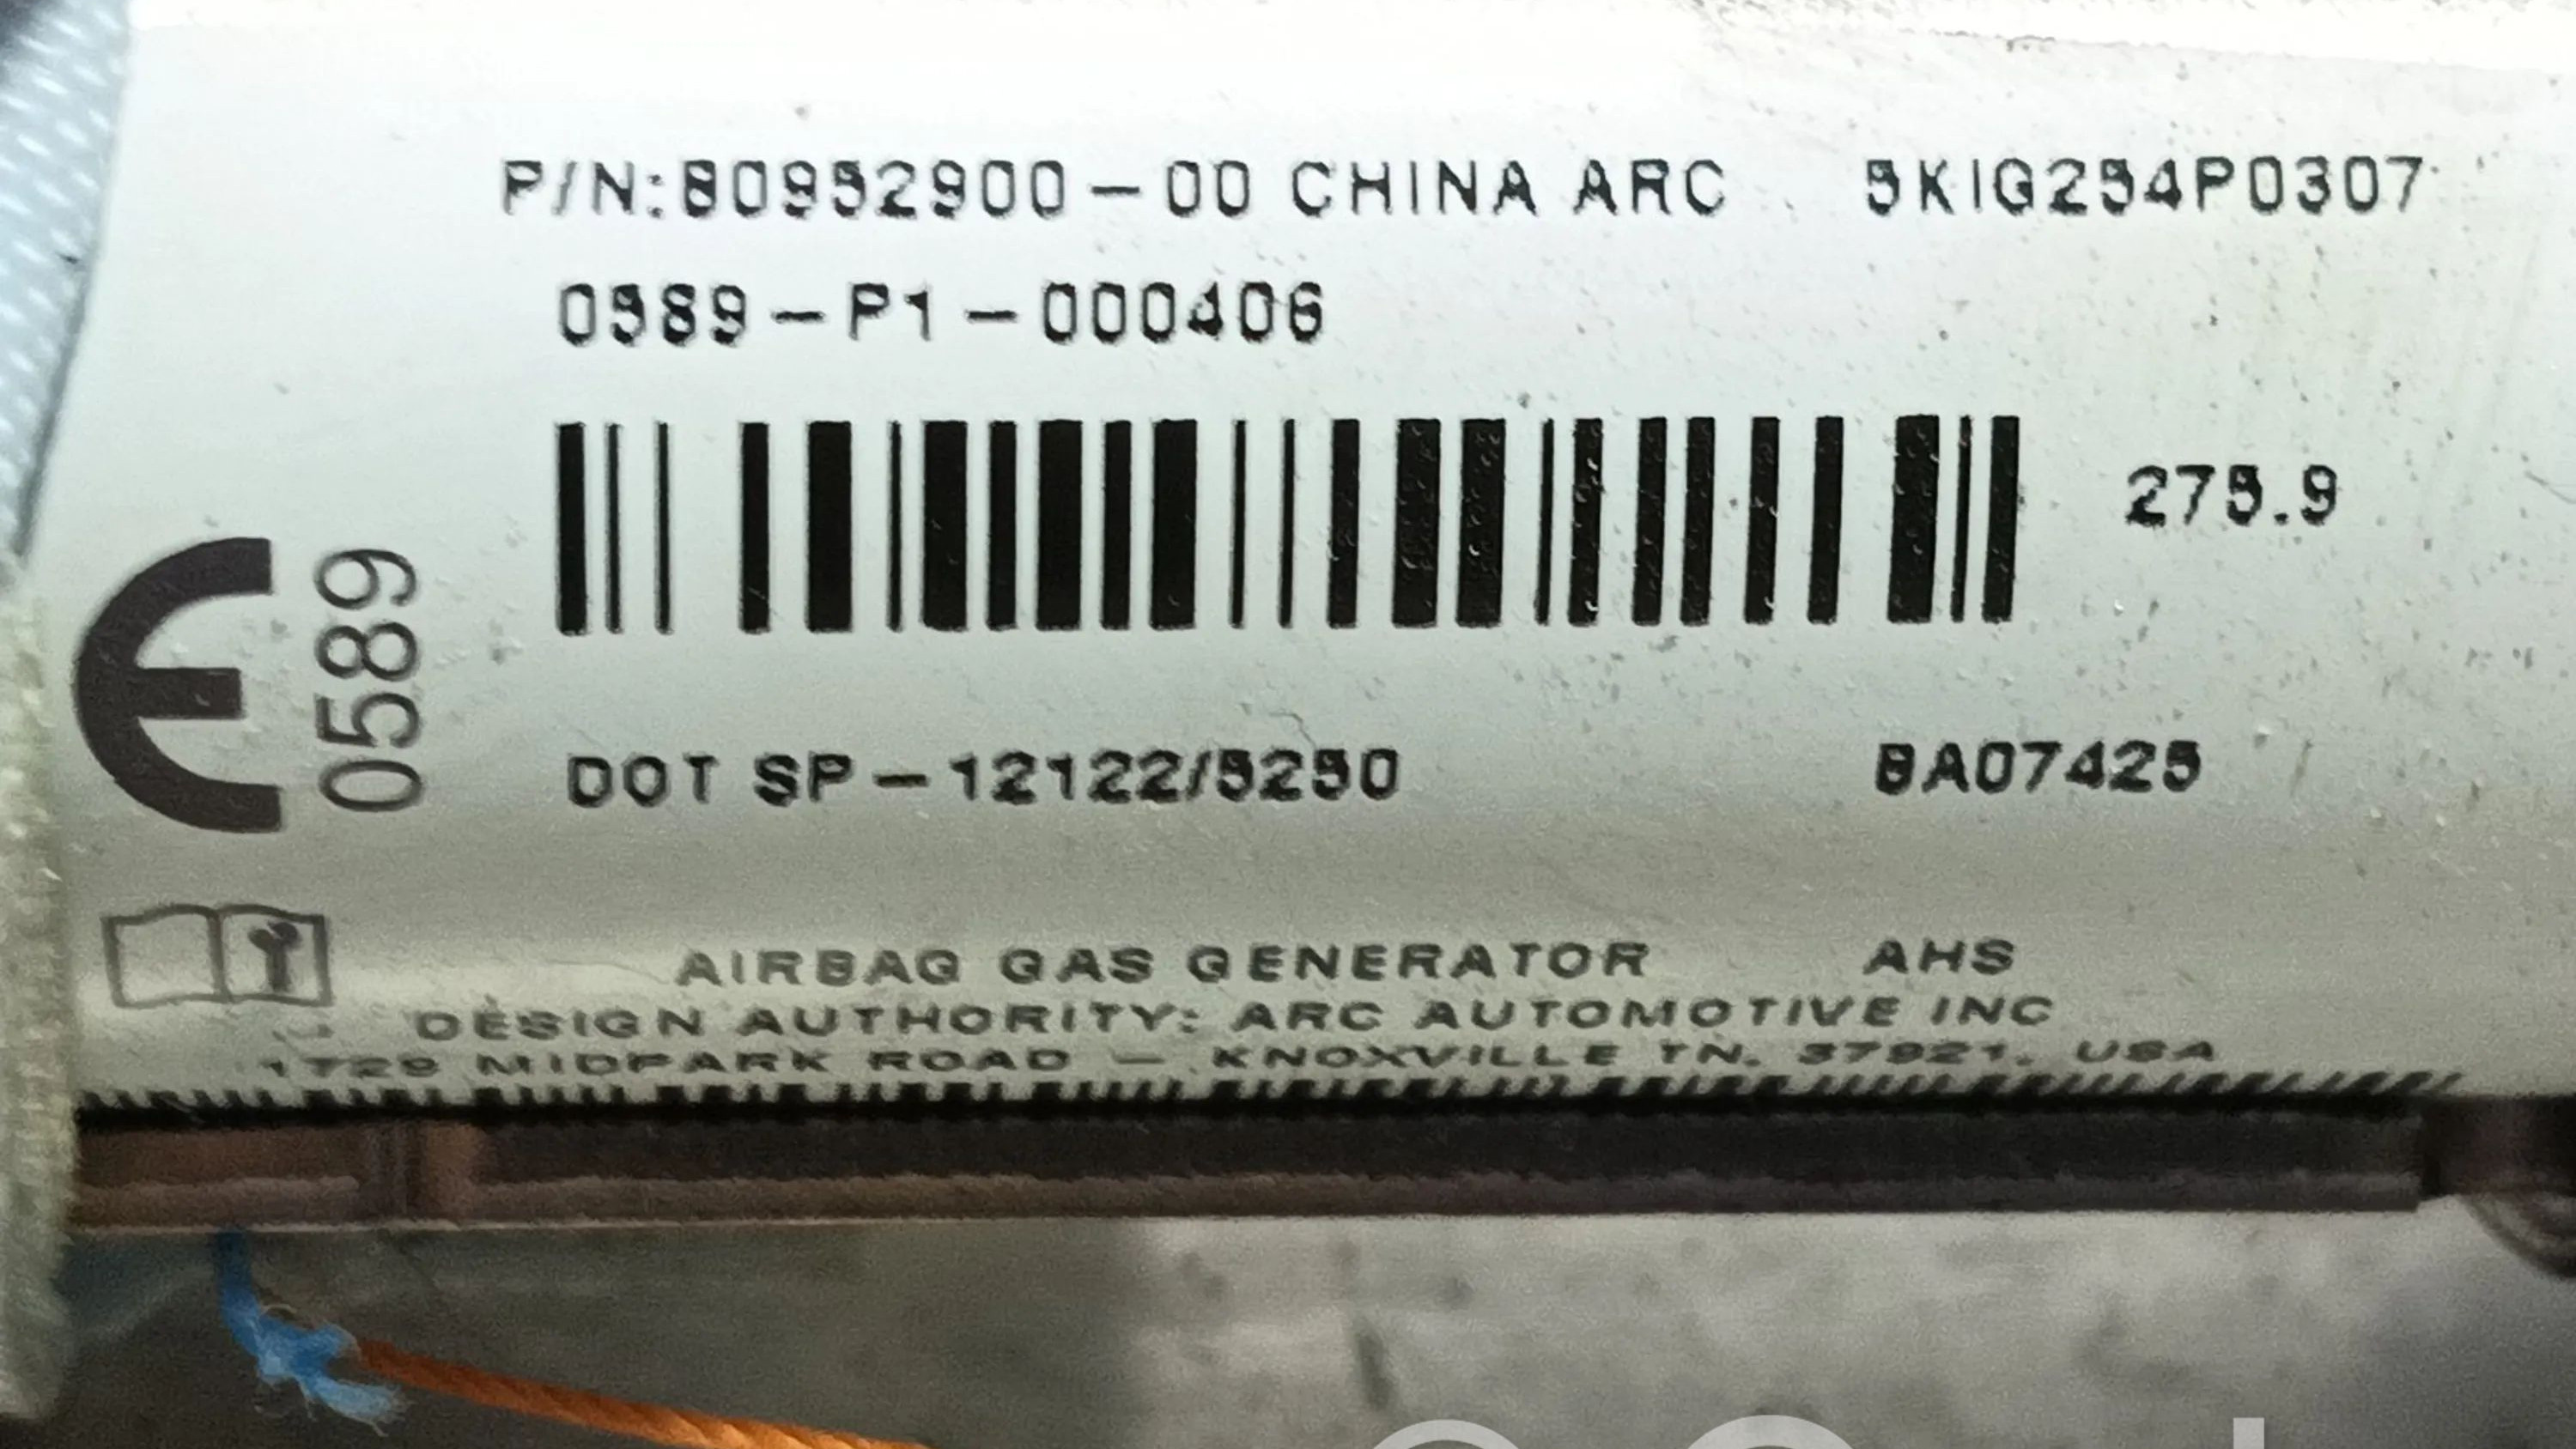 P/N:80952900-00 CHINA ARC 5KIG254P0307
0589-P1-000406
275.9
0589
DOT SP-12122/5250 BA07425
AIRBAG GAS GENERATOR AHS
DESIGN AUTHORITY: ARC AUTOMOTIVE INC
1729 MIDPARK ROAD - KNOXVILLE TN. 37921. USA